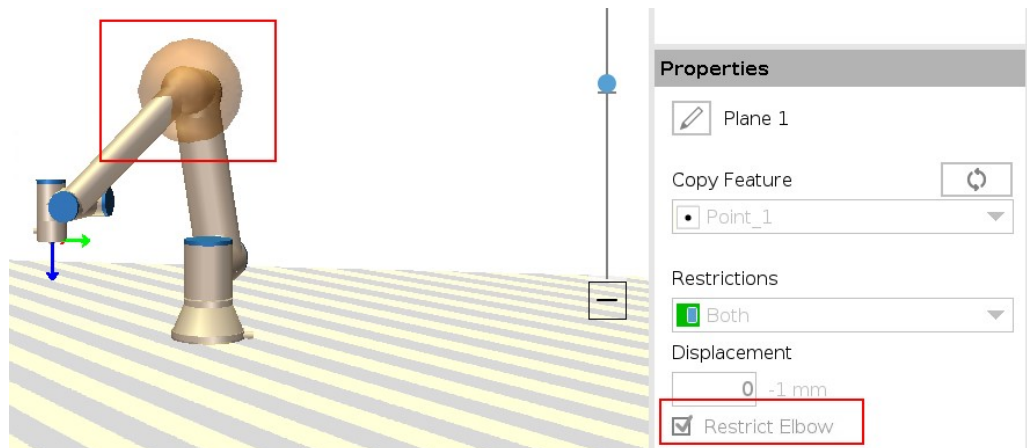 Properties
Plane 1
Copy Feature
Point_1
Restrictions
Both
Displacement
0 -1 mm
Restrict Elbow